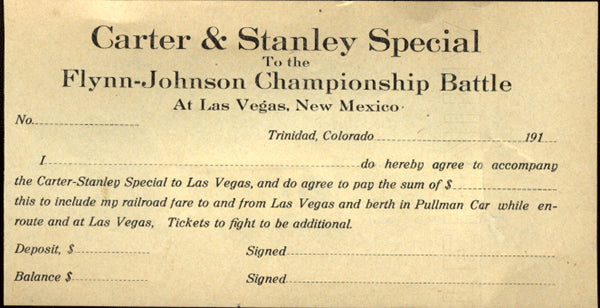 Carter & Stanley Special
To the
Flynn-Johnson Championship Battle
At Las Vegas, New Mexico
No.
Trinidad, Colorado 191
I do hereby agree to accompany
the Carter-Stanley Special to Las Vegas, and do agree to pay the sum of $
this to include my railroad fare to and from Las Vegas and berth in Pullman Car while en-
route and at Las Vegas, Tickets to fight to be additional.
Deposit, $ Signed
Balance $ Signed